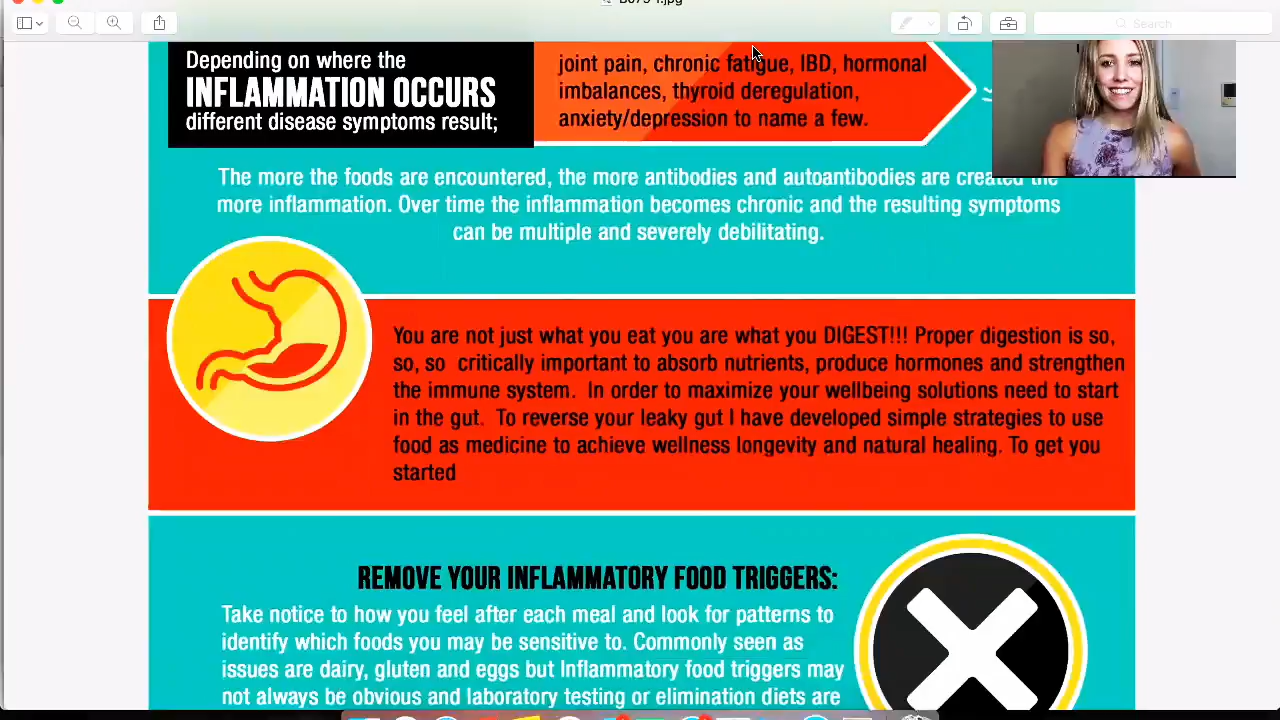 Search
Depending on where the
INFLAMMATION OCCURS
different disease symptoms result;
joint pain, chronic fatigue, IBD, hormonal
imbalances, thyroid deregulation,
anxiety/depression to name a few.
The more the foods are encountered, the more antibodies and autoantibodies are created the
more inflammation. Over time the inflammation becomes chronic and the resulting symptoms
can be multiple and severely debilitating.
You are not just what you eat you are what you DIGEST!!! Proper digestion is so,
so, so critically important to absorb nutrients, produce hormones and strengthen
the immune system. In order to maximize your wellbeing solutions need to start
in the gut. To reverse your leaky gut I have developed simple strategies to use
food as medicine to achieve wellness longevity and natural healing. To get you
started
REMOVE YOUR INFLAMMATORY FOOD TRIGGERS:
Take notice to how you feel after each meal and look for patterns to
identify which foods you may be sensitive to. Commonly seen as
issues are dairy, gluten and eggs but Inflammatory food triggers may
not always be obvious and laboratory testing or elimination diets are